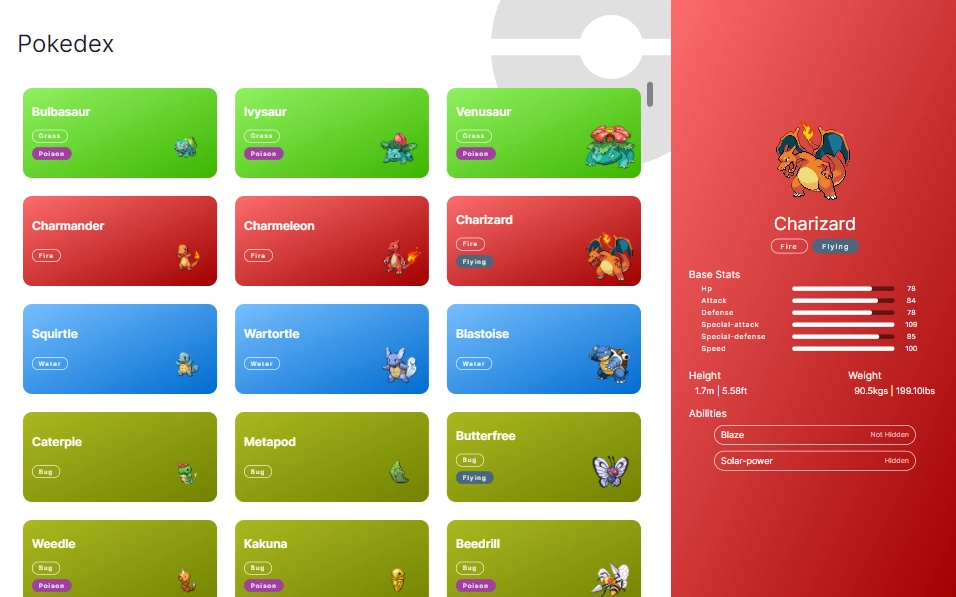 Pokedex
Bulbasaur
Grass
Poison
Ivysaur
Grass
Poison
Venusaur
Grass
Poison
Charmander
Fire
Charmeleon
Fire
Charizard
Fire
Flying
Squirtle
Water
Wartortle
Water
Blastoise
Water
Caterpie
Bug
Metapod
Bug
Butterfree
Bug
Flying
Weedle
Bug
Poison
Kakuna
Bug
Poison
Beedrill
Bug
Poison
Charizard
Fire Flying
Base Stats
Hp 78
Attack 84
Defense 78
Special-attack 109
Special-defense 85
Speed 100
Height Weight
1.7m | 5.58ft 90.5kgs | 199.10lbs
Abilities
Blaze Not Hidden
Solar-power Hidden